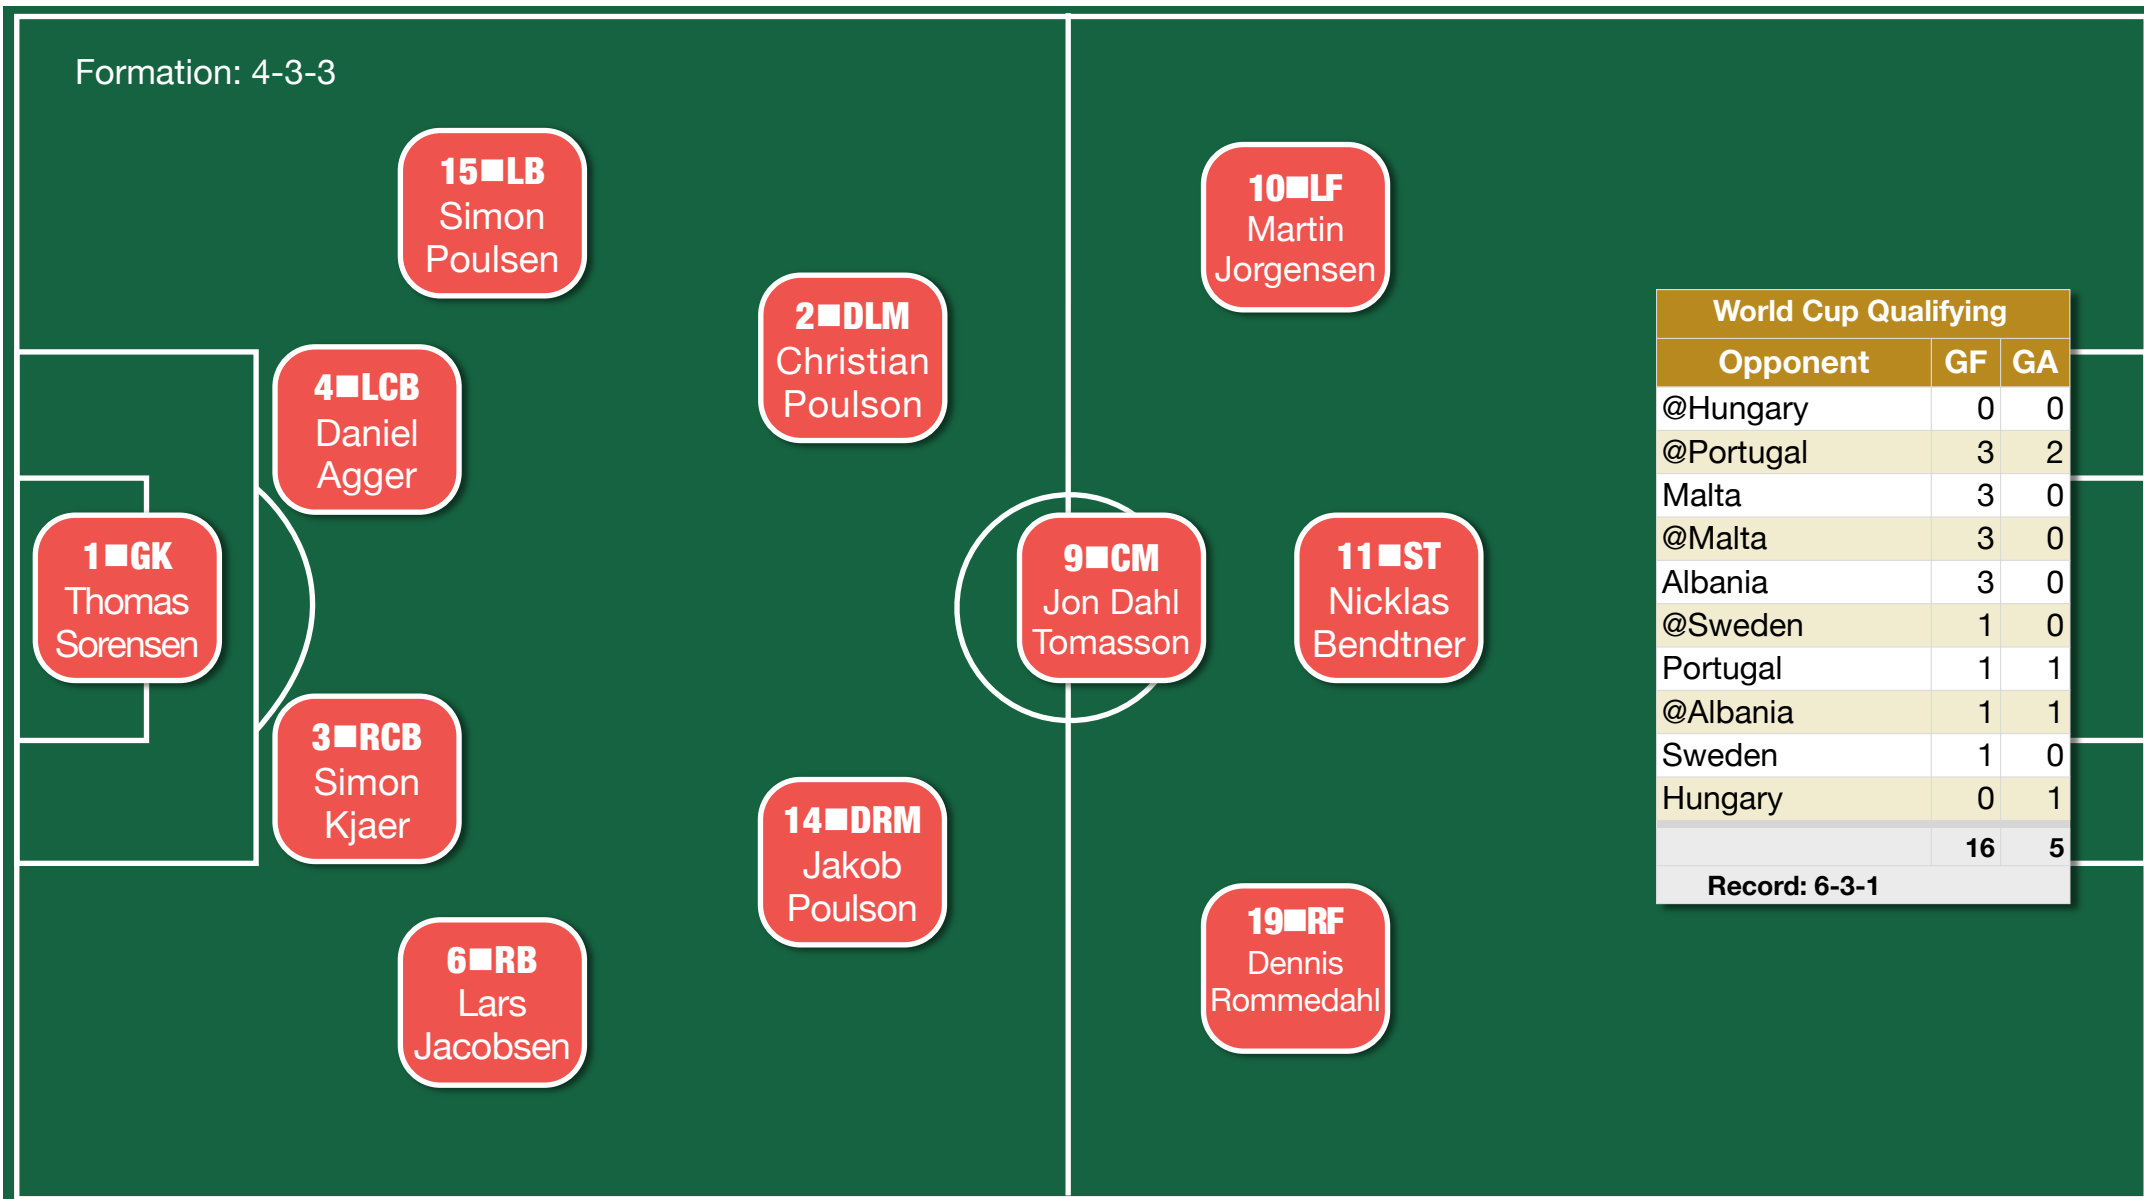 Formation: 4-3-3
15■LB
Simon
Poulsen
4■LCB
Daniel
Agger
1■GK
Thomas
Sorensen
3■RCB
Simon
Kjaer
6■RB
Lars
Jacobsen
2■DLM
Christian
Poulson
14■DRM
Jakob
Poulson
9■CM
Jon Dahl
Tomasson
10■LF
Martin
Jorgensen
11■ST
Nicklas
Bendtner
19■RF
Dennis
Rommedahl
World Cup Qualifying
Opponent GF GA
@Hungary 0 0
@Portugal 3 2
Malta 3 0
@Malta 3 0
Albania 3 0
@Sweden 1 0
Portugal 1 1
@Albania 1 1
Sweden 1 0
Hungary 0 1
16 5
Record: 6-3-1